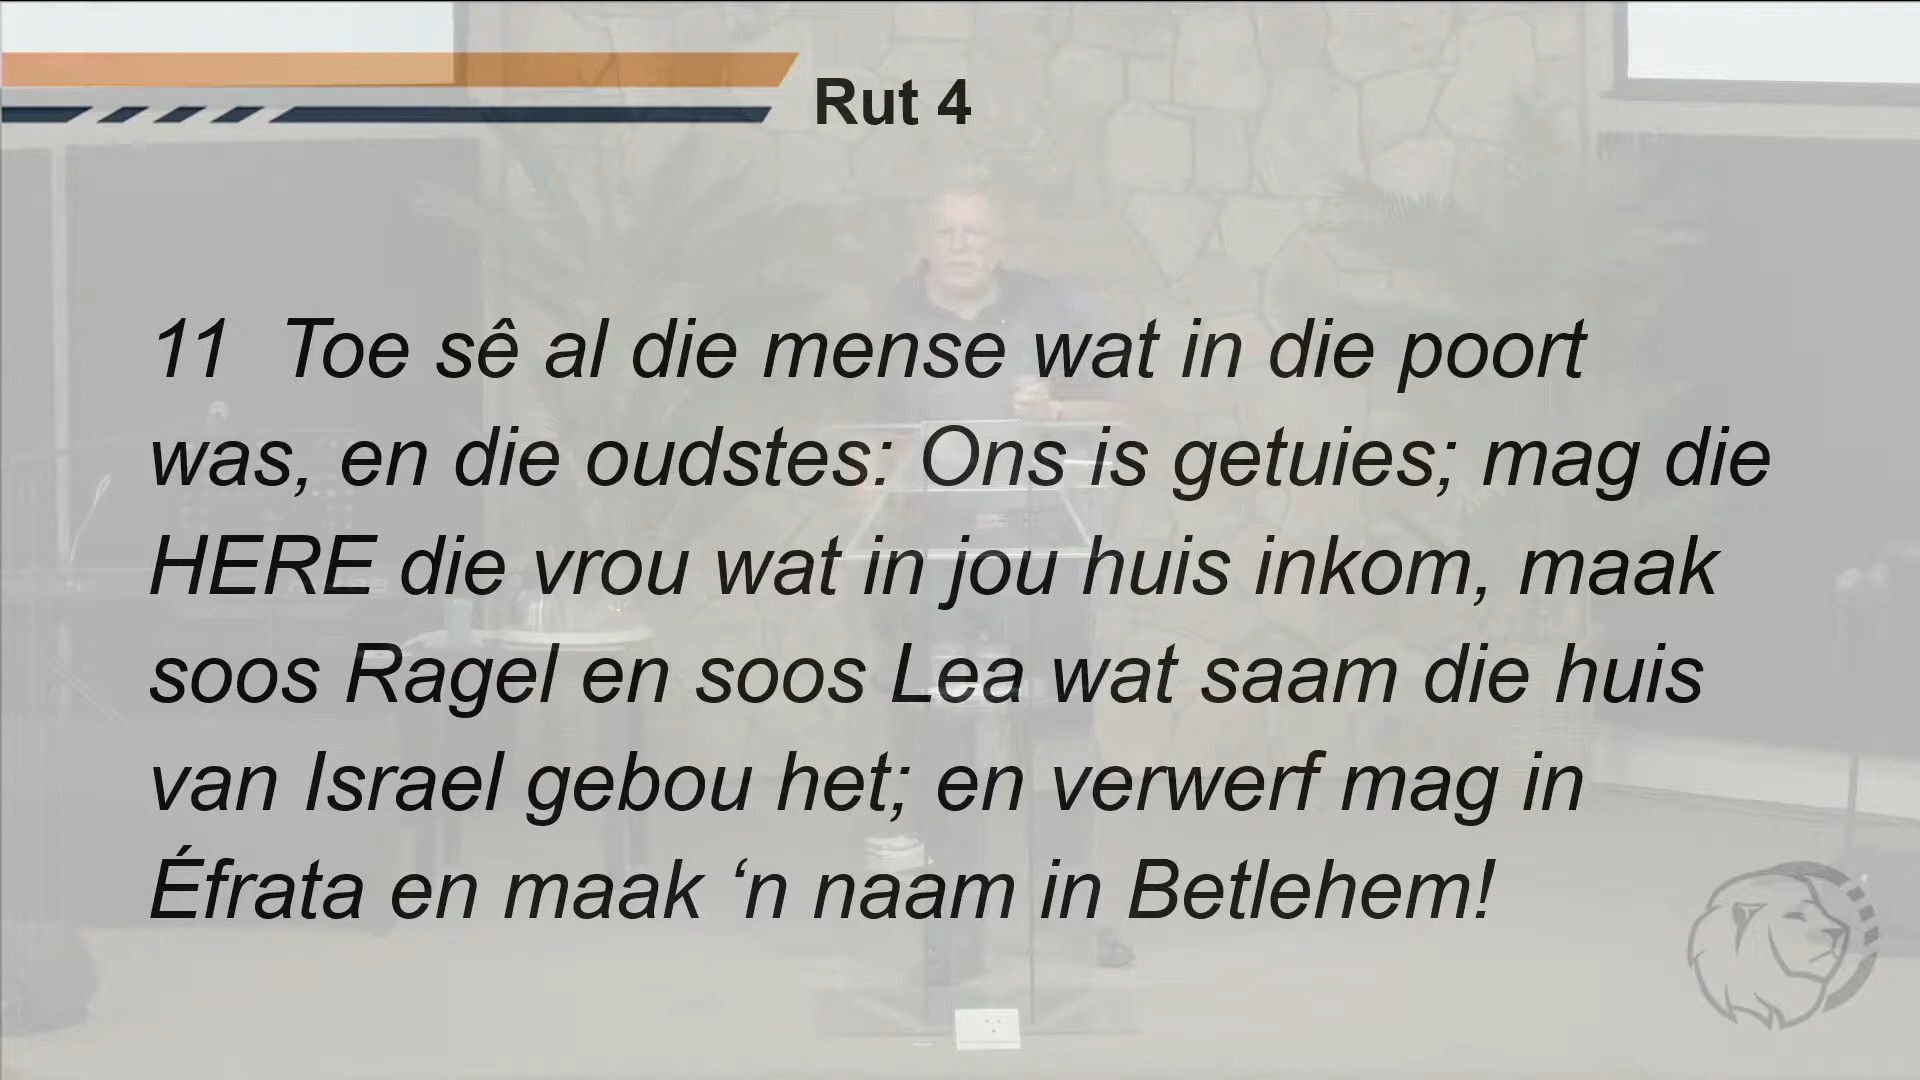 Rut 4
11 Toe sê al die mense wat in die poort
was, en die oudstes: Ons is getuies; mag die
HERE die vrou wat in jou huis inkom, maak
soos Ragel en soos Lea wat saam die huis
van Israel gebou het; en verwerf mag in
Éfrata en maak ‘n naam in Betlehem!